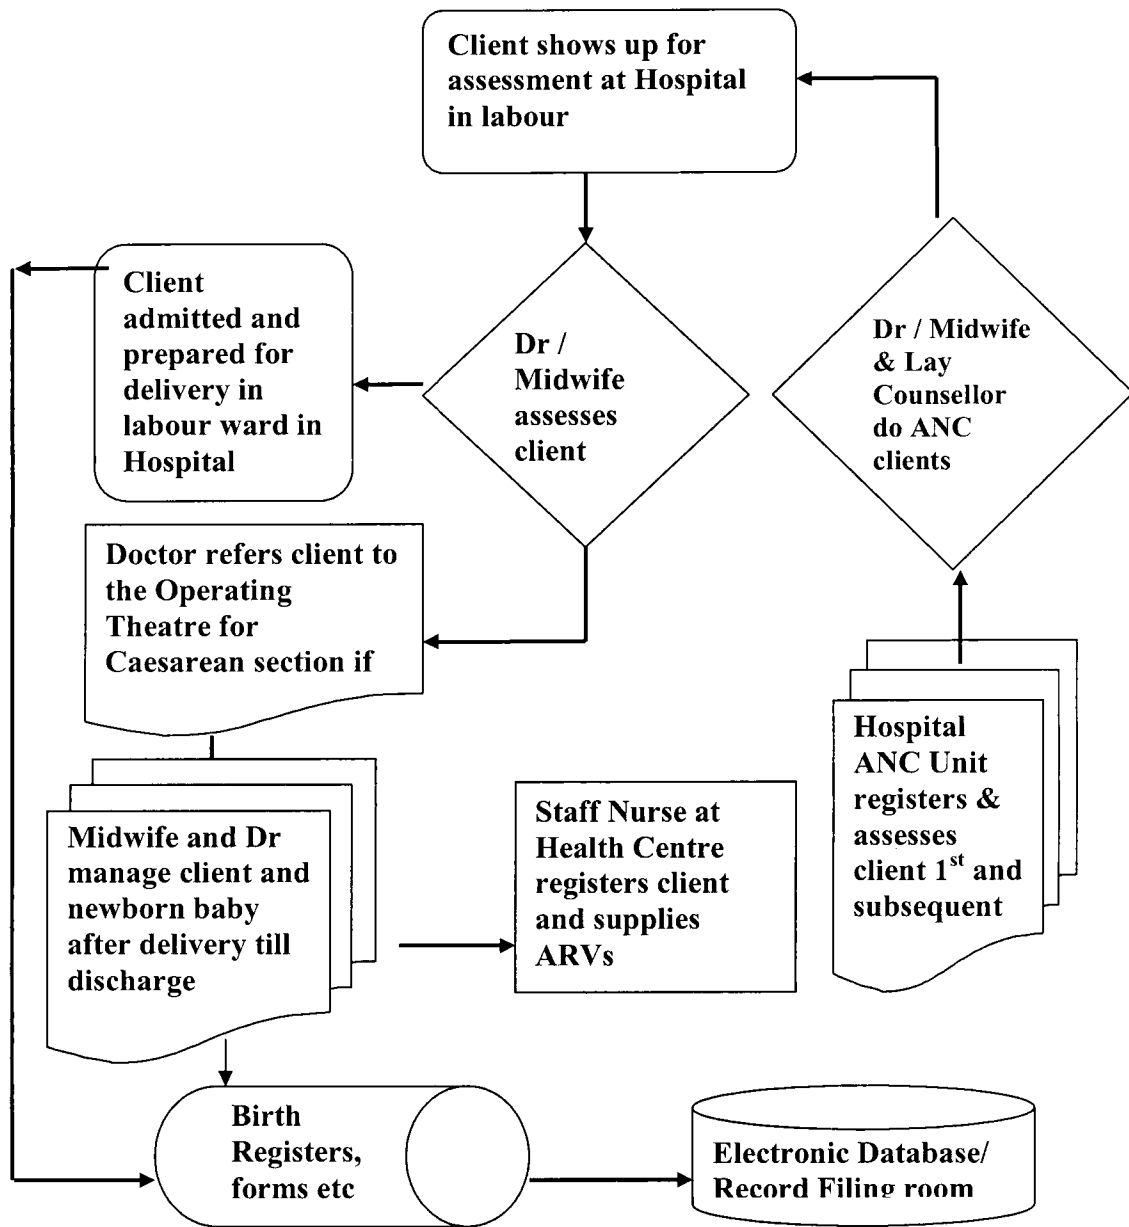 Client shows up for
assessment at Hospital
in labour
Client
admitted and
prepared for
delivery in
labour ward in
Hospital
Dr /
Midwife
assesses
client
Dr / Midwife
& Lay
Counsellor
do ANC
clients
Doctor refers client to
the Operating
Theatre for
Caesarean section if
Hospital
ANC Unit
registers &
assesses
client 1st and
subsequent
Midwife and Dr
manage client and
newborn baby
after delivery till
discharge
Staff Nurse at
Health Centre
registers client
and supplies
ARVs
Birth
Registers,
forms etc
Electronic Database/
Record Filing room